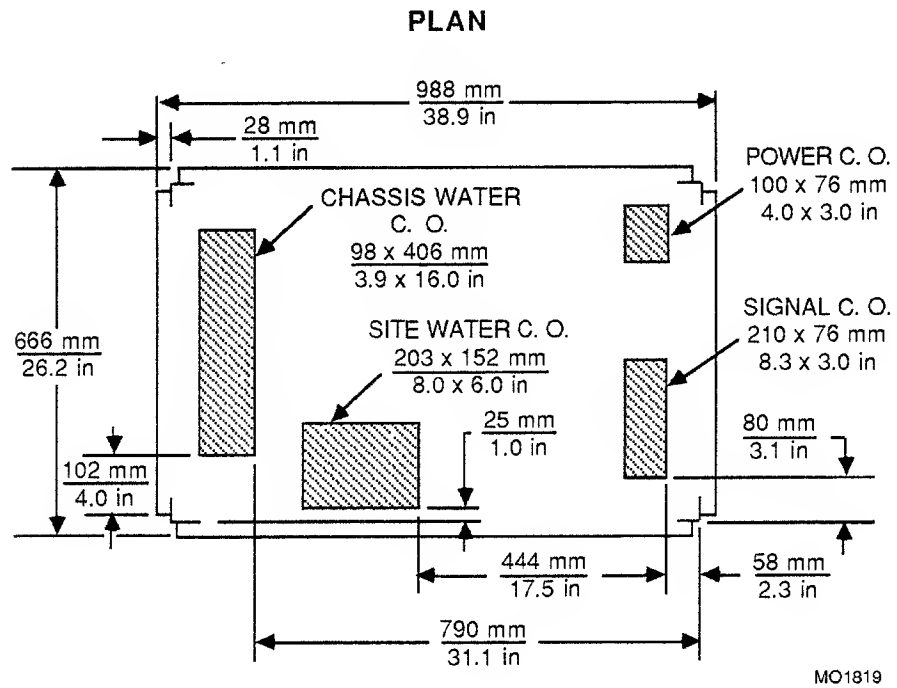 PLAN
988 mm
38.9 in
28 mm
1.1 in
POWER C. O.
100 x 76 mm
4.0 x 3.0 in
CHASSIS WATER
C. O.
98 x 406 mm
3.9 x 16.0 in
SIGNAL C. O.
210 x 76 mm
8.3 x 3.0 in
SITE WATER C. O.
203 x 152 mm
8.0 x 6.0 in
666 mm
26.2 in
25 mm
1.0 in
80 mm
3.1 in
102 mm
4.0 in
444 mm
17.5 in
58 mm
2.3 in
790 mm
31.1 in
MO1819